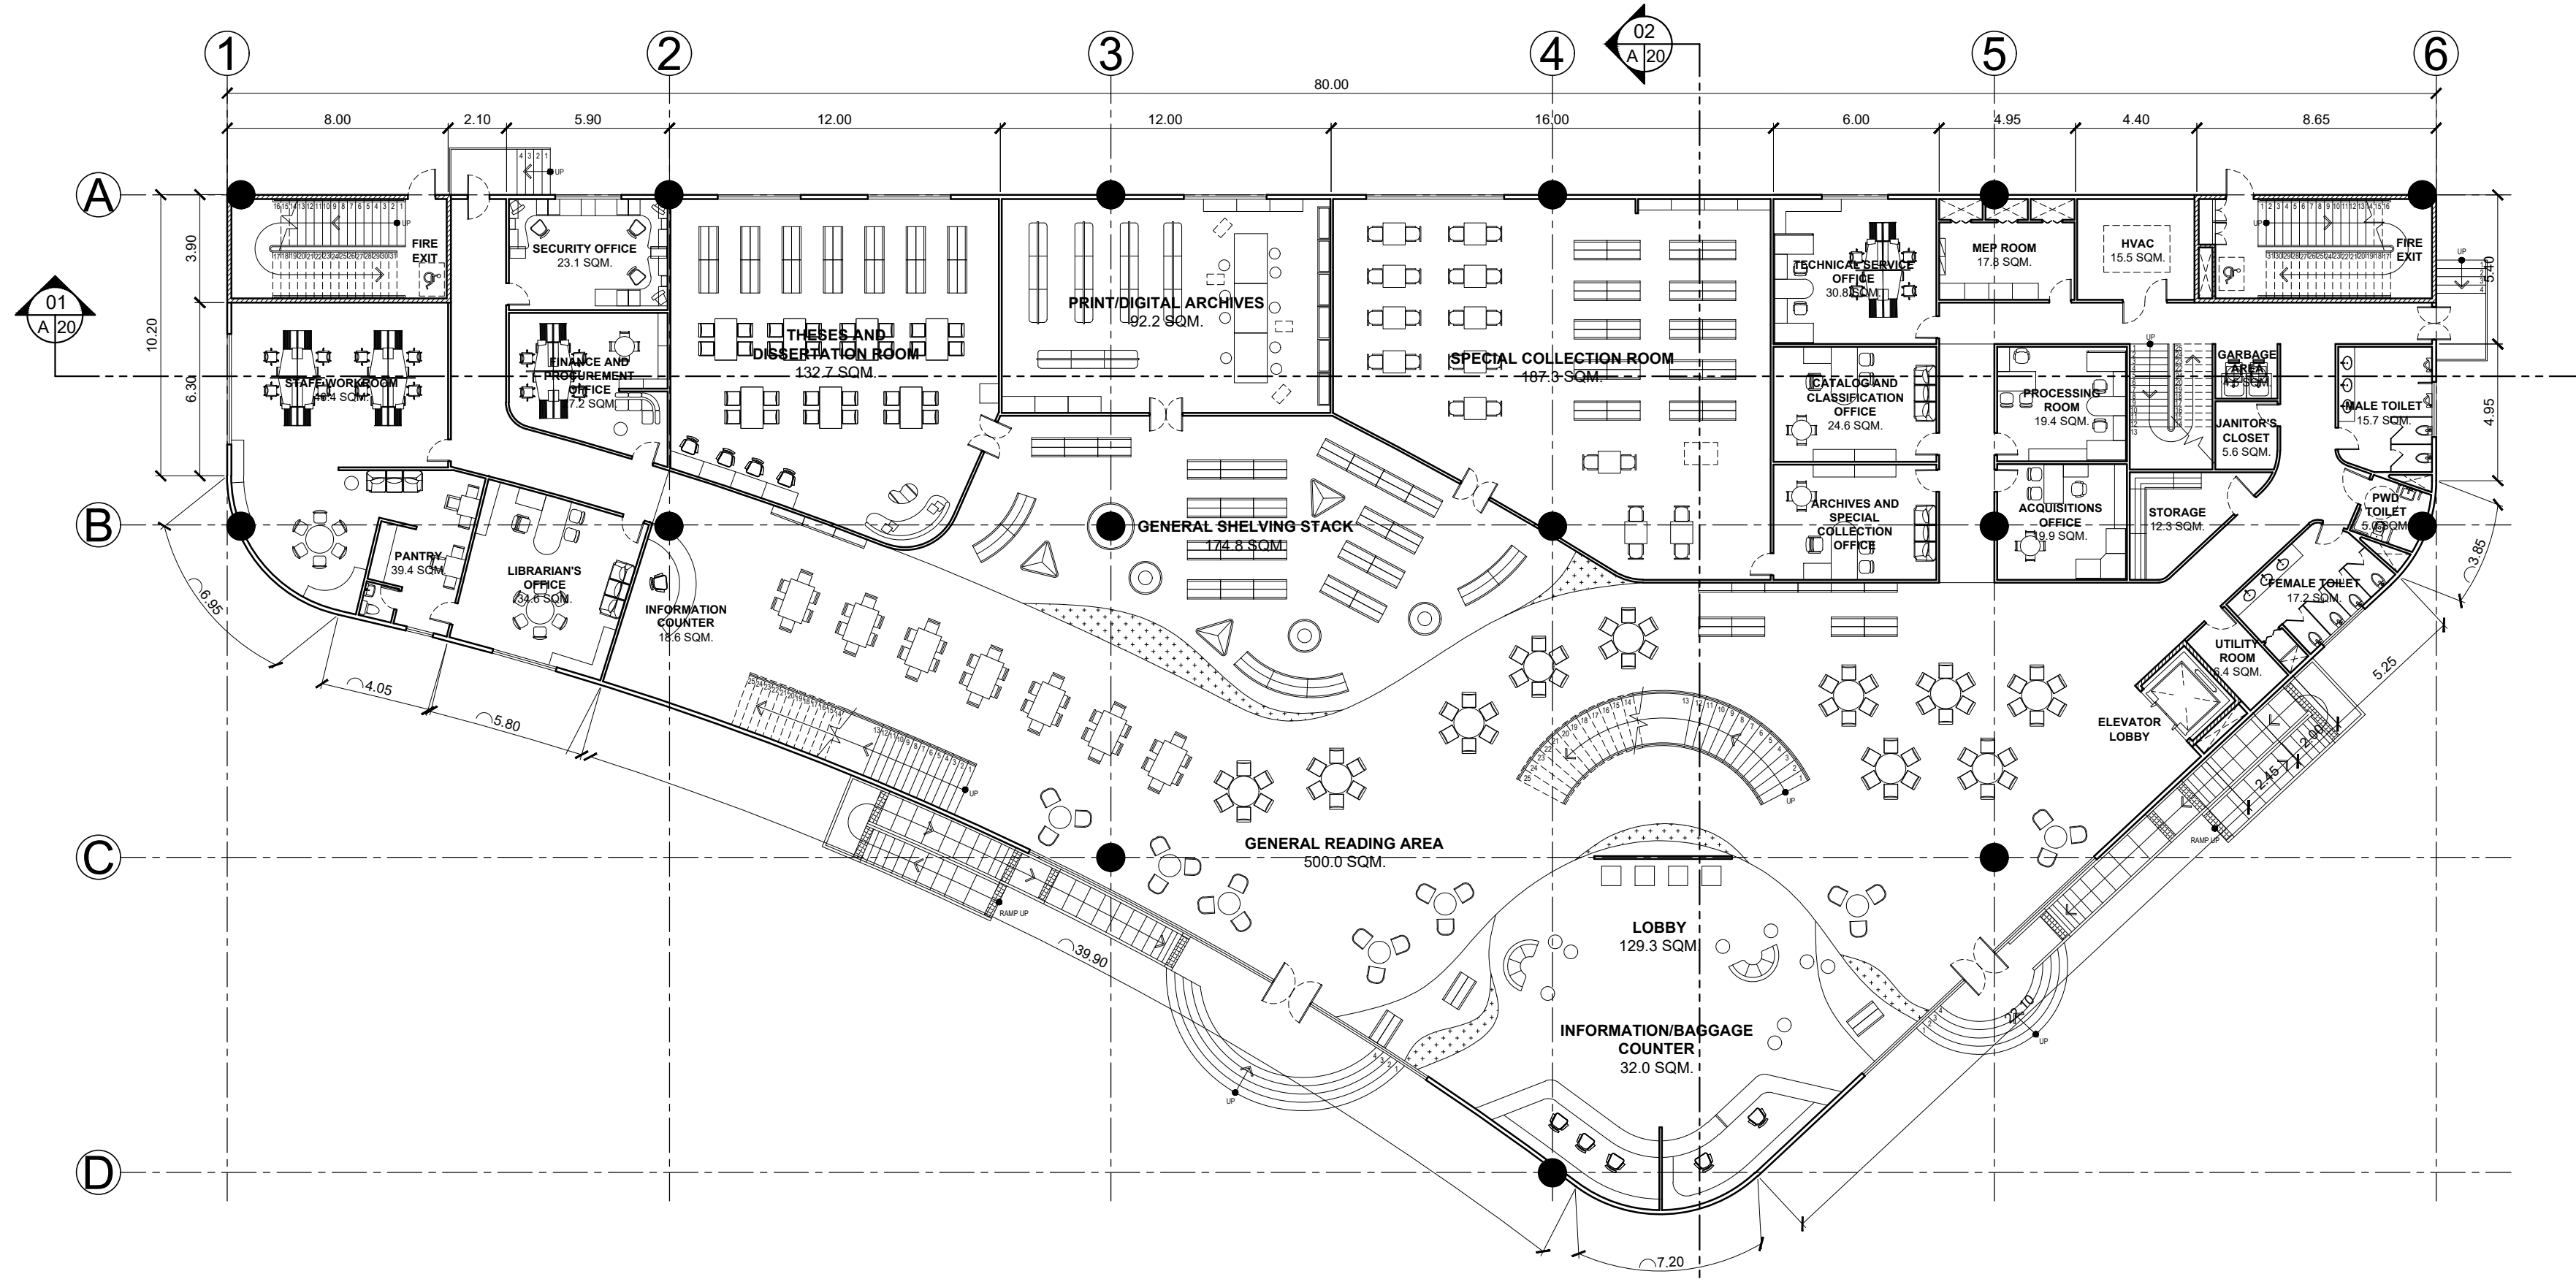 02
A 20
1
2
3
4
5
6
80.00
8.00
2.10
5.90
12.00
12.00
16.00
6.00
4.95
4.40
8.65
A
B
C
D
01
A 20
10.20
3.90
6.30
5.40
4.95
3.85
5.25
2.00
2.45
22.10
7.20
39.90
5.80
4.05
6.95
FIRE
EXIT
UP
UP
SECURITY OFFICE
23.1 SQM.
STAFF WORKROOM
FINANCE AND
PROCUREMENT
OFFICE
THESES AND
DISSERTATION ROOM
132.7 SQM.
PRINT/DIGITAL ARCHIVES
92.2 SQM.
SPECIAL COLLECTION ROOM
187.3 SQM.
TECHNICAL SERVICE
OFFICE
MEP ROOM
17.8 SQM.
HVAC
15.5 SQM.
FIRE
EXIT
UP
UP
UP
CATALOG AND
CLASSIFICATION
OFFICE
24.6 SQM.
PROCESSING
ROOM
19.4 SQM.
GARBAGE
AREA
JANITOR'S
CLOSET
5.6 SQM.
MALE TOILET
15.7 SQM.
ARCHIVES AND
SPECIAL
COLLECTION
OFFICE
ACQUISITIONS
OFFICE
19.9 SQM.
STORAGE
12.3 SQM.
PWD
TOILET
FEMALE TOILET
17.2 SQM.
UTILITY
ROOM
6.4 SQM.
ELEVATOR
LOBBY
PANTRY
39.4 SQM.
LIBRARIAN'S
OFFICE
34.6 SQM.
INFORMATION
COUNTER
18.6 SQM.
GENERAL SHELVING STACK
174.8 SQM.
UP
UP
GENERAL READING AREA
500.0 SQM.
RAMP UP
RAMP UP
LOBBY
129.3 SQM.
INFORMATION/BAGGAGE
COUNTER
32.0 SQM.
UP
UP